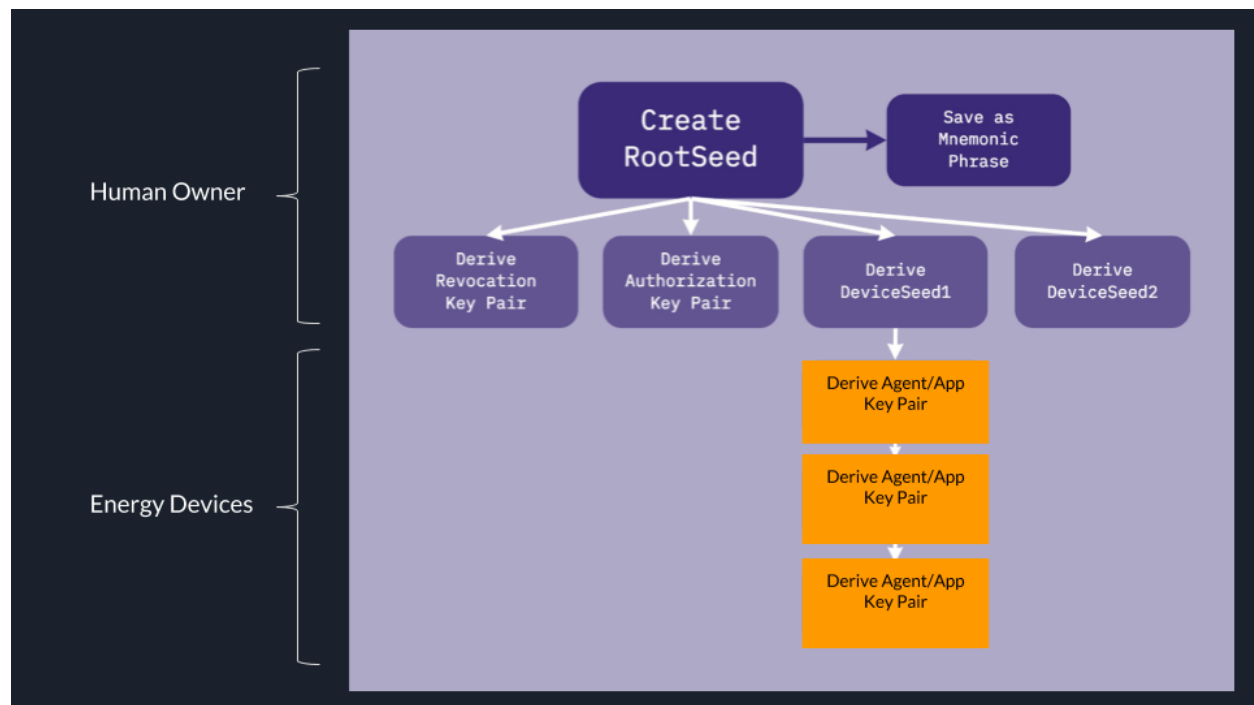 Human Owner
Create
RootSeed
Save as
Mnemonic
Phrase
Derive
Revocation
Key Pair
Derive
Authorization
Key Pair
Derive
DeviceSeed1
Derive
DeviceSeed2
Energy Devices
Derive Agent/App
Key Pair
Derive Agent/App
Key Pair
Derive Agent/App
Key Pair